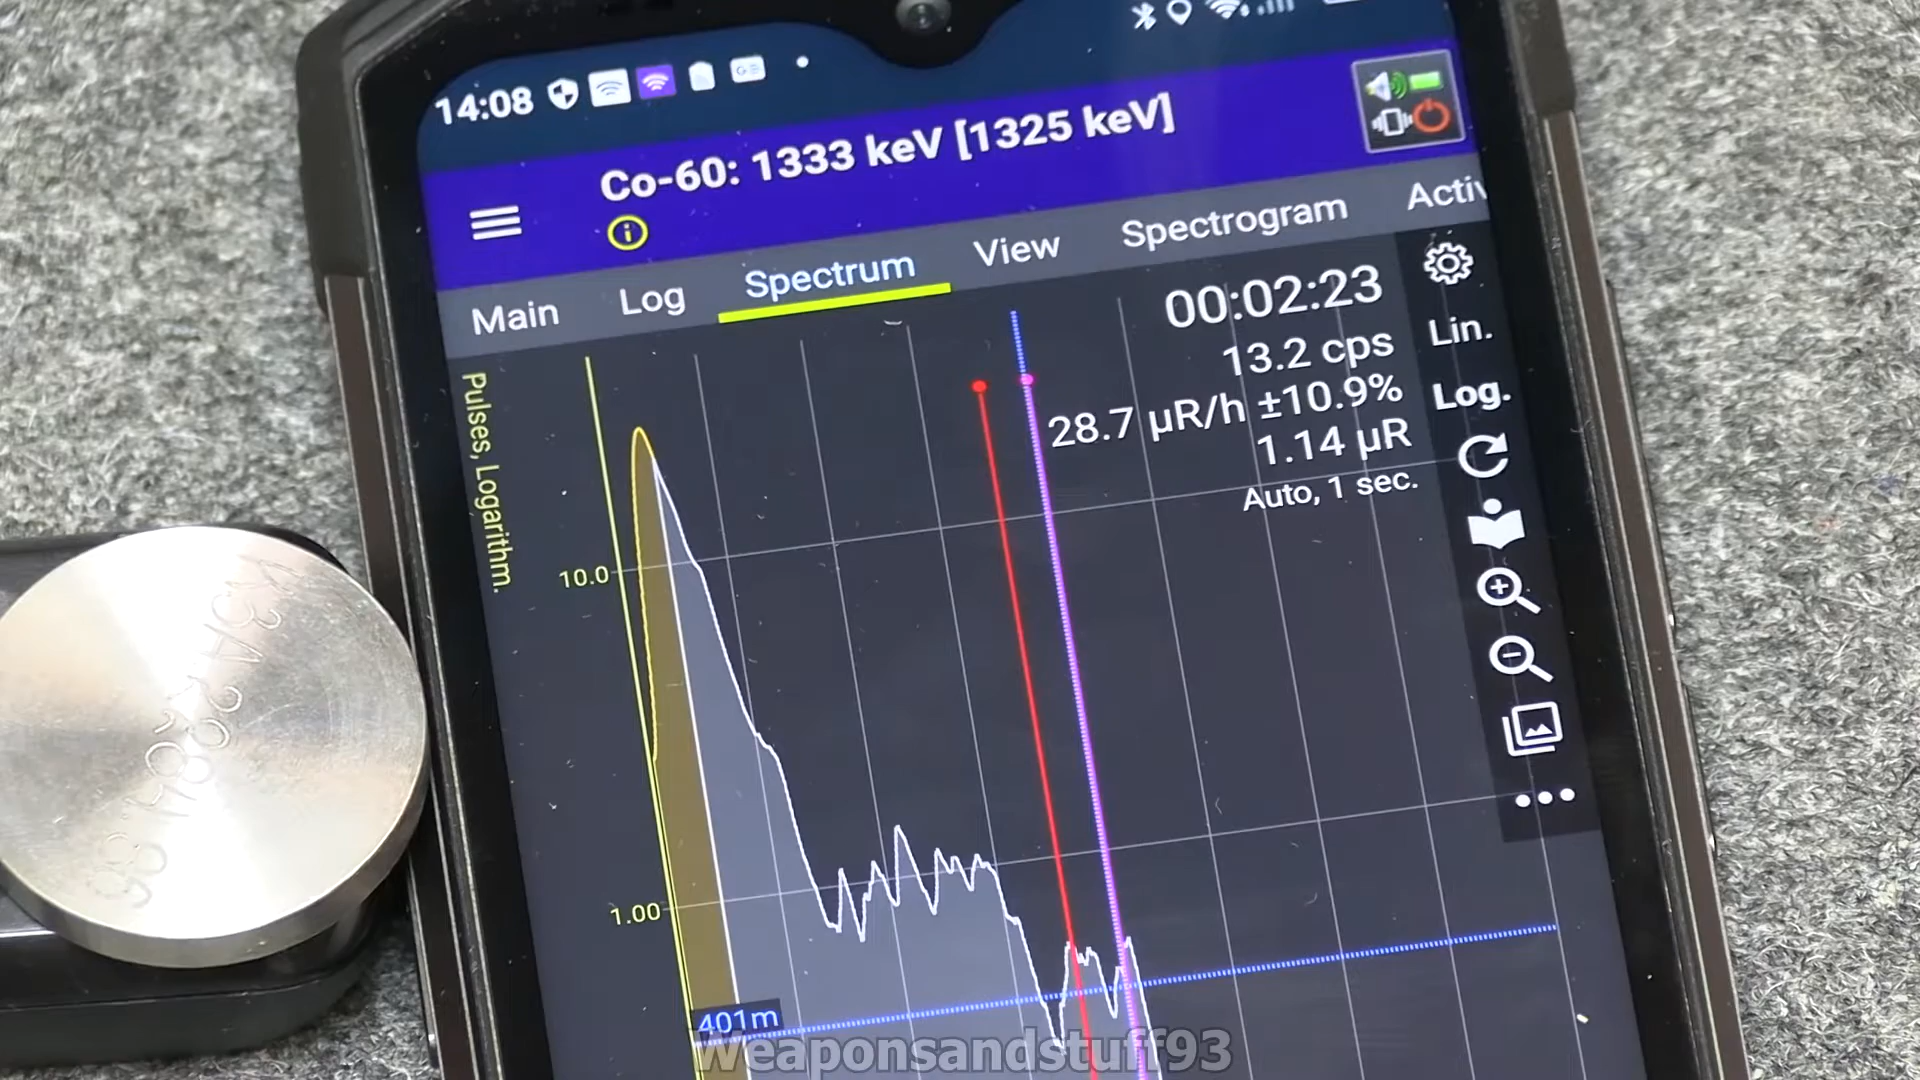 14:08
Co-60: 1333 keV [1325 keV]
Main Log Spectrum View Spectrogram Activ
00:02:23
13.2 cps
28.7 µR/h ±10.9%
1.14 µR
Auto, 1 sec.
Lin.
Log.
Pulses, Logarithm.
10.0
1.00
401m
weaponsandstuff93